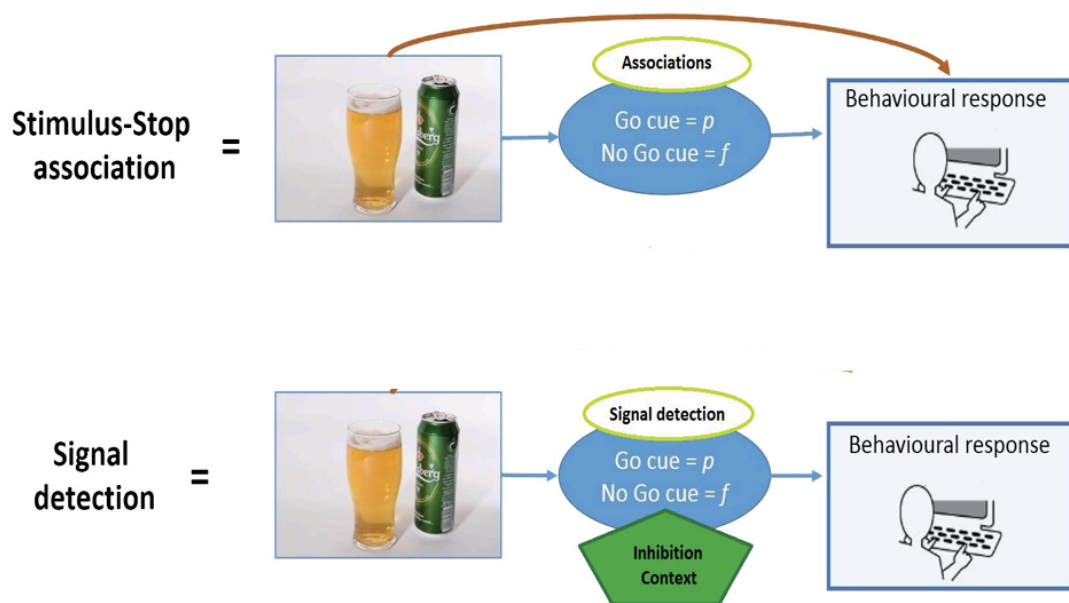 Stimulus-Stop
association
=
Associations
Go cue = p
No Go cue = f
Behavioural response
Signal
detection
=
Signal detection
Go cue = p
No Go cue = f
Inhibition
Context
Behavioural response